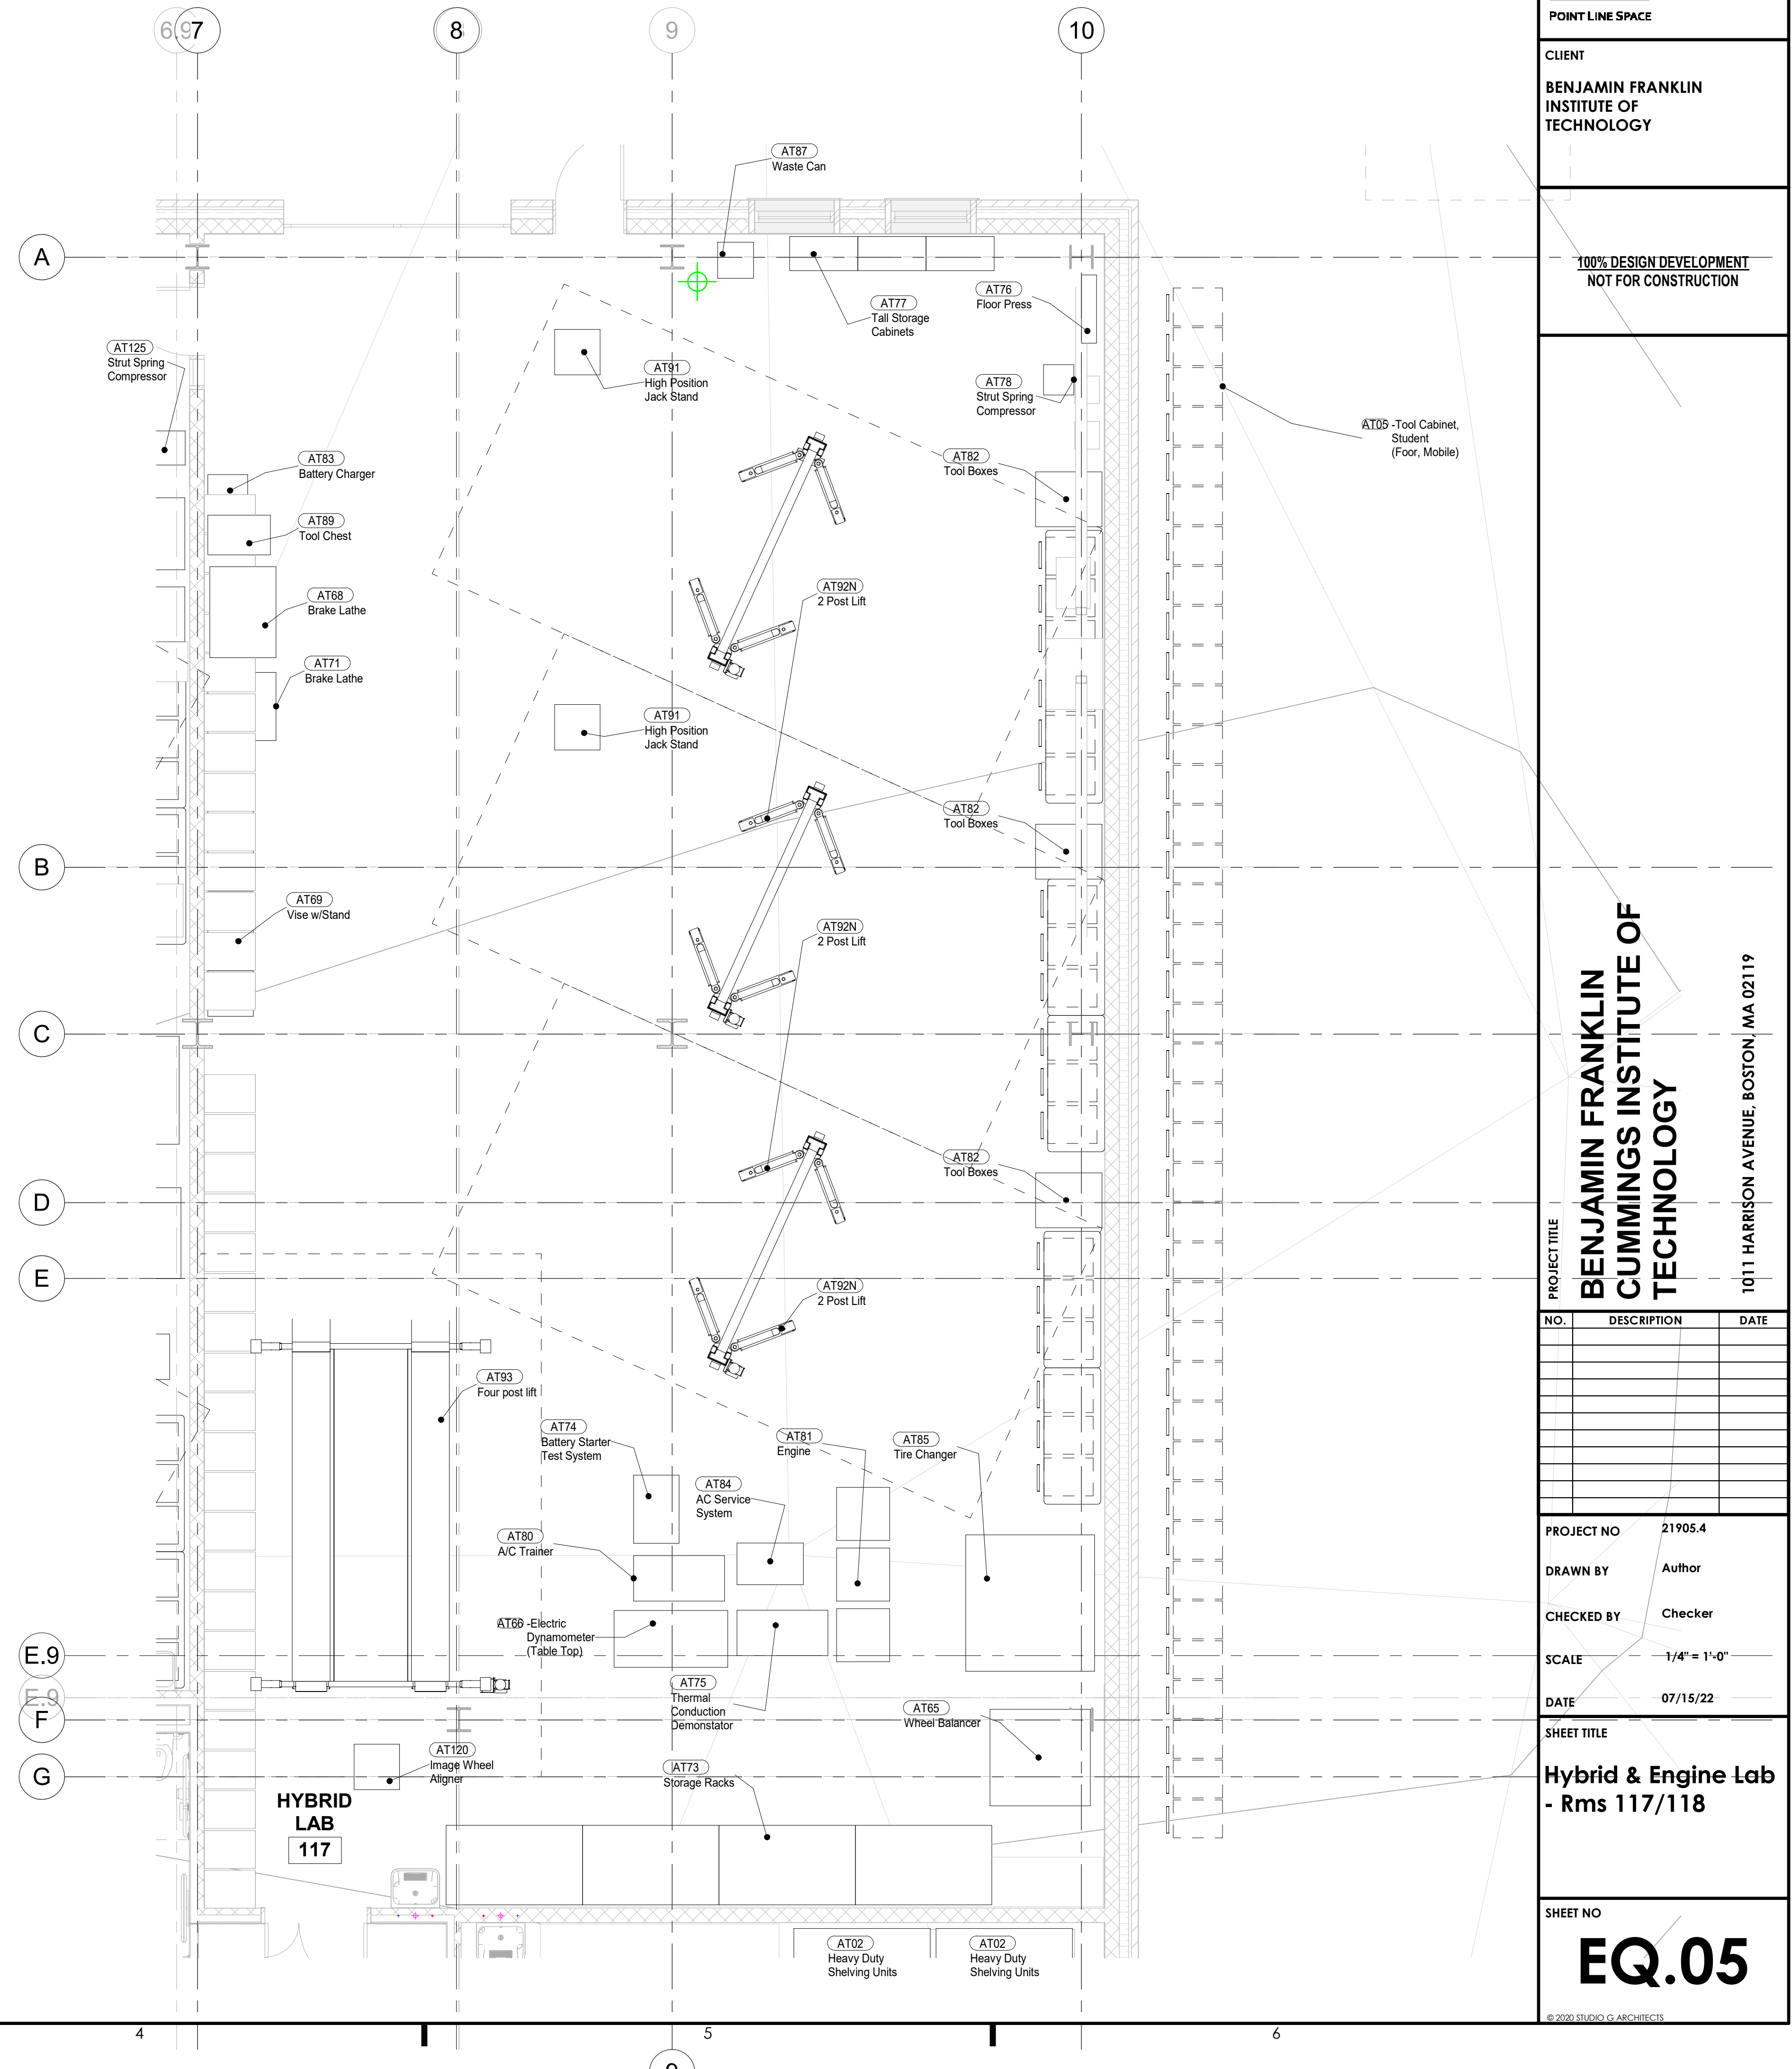 6.9
7
8
9
10
POINT LINE SPACE
CLIENT
BENJAMIN FRANKLIN
INSTITUTE OF
TECHNOLOGY
100% DESIGN DEVELOPMENT
NOT FOR CONSTRUCTION
AT87
Waste Can
A
AT77
Tall Storage
Cabinets
AT76
Floor Press
AT125
Strut Spring
Compressor
AT91
High Position
Jack Stand
AT78
Strut Spring
Compressor
AT05 -Tool Cabinet,
Student
(Foor, Mobile)
AT83
Battery Charger
AT82
Tool Boxes
AT89
Tool Chest
AT68
Brake Lathe
AT92N
2 Post Lift
AT71
Brake Lathe
AT91
High Position
Jack Stand
AT82
Tool Boxes
B
AT69
Vise w/Stand
AT92N
2 Post Lift
C
AT82
Tool Boxes
D
E
AT92N
2 Post Lift
AT93
Four post lift
AT74
Battery Starter
Test System
AT81
Engine
AT85
Tire Changer
AT84
AC Service
System
AT80
A/C Trainer
AT66 -Electric
Dynamometer
(Table Top)
E.9
E.9
F
AT75
Thermal
Conduction
Demonstator
AT65
Wheel Balancer
G
AT120
Image Wheel
Aligner
AT73
Storage Racks
HYBRID
LAB
117
AT02
Heavy Duty
Shelving Units
AT02
Heavy Duty
Shelving Units
PROJECT TITLE
BENJAMIN FRANKLIN
CUMMINGS INSTITUTE OF
TECHNOLOGY
1011 HARRISON AVENUE, BOSTON, MA 02119
NO. DESCRIPTION DATE
PROJECT NO 21905.4
DRAWN BY Author
CHECKED BY Checker
SCALE 1/4" = 1'-0"
DATE 07/15/22
SHEET TITLE
Hybrid & Engine Lab
- Rms 117/118
SHEET NO
EQ.05
© 2020 STUDIO G ARCHITECTS
4
5
6